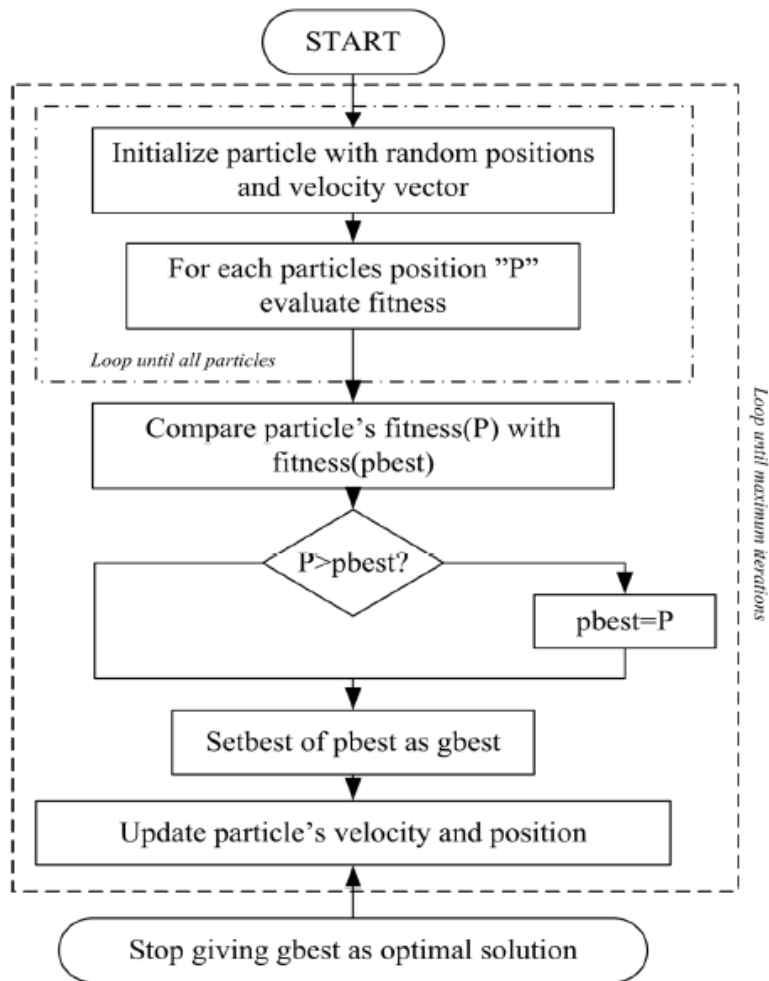 START
Initialize particle with random positions
and velocity vector
For each particles position ”P”
evaluate fitness
Loop until all particles
Compare particle’s fitness(P) with
fitness(pbest)
P>pbest?
pbest=P
Setbest of pbest as gbest
Update particle’s velocity and position
Loop until maximum iterations
Stop giving gbest as optimal solution